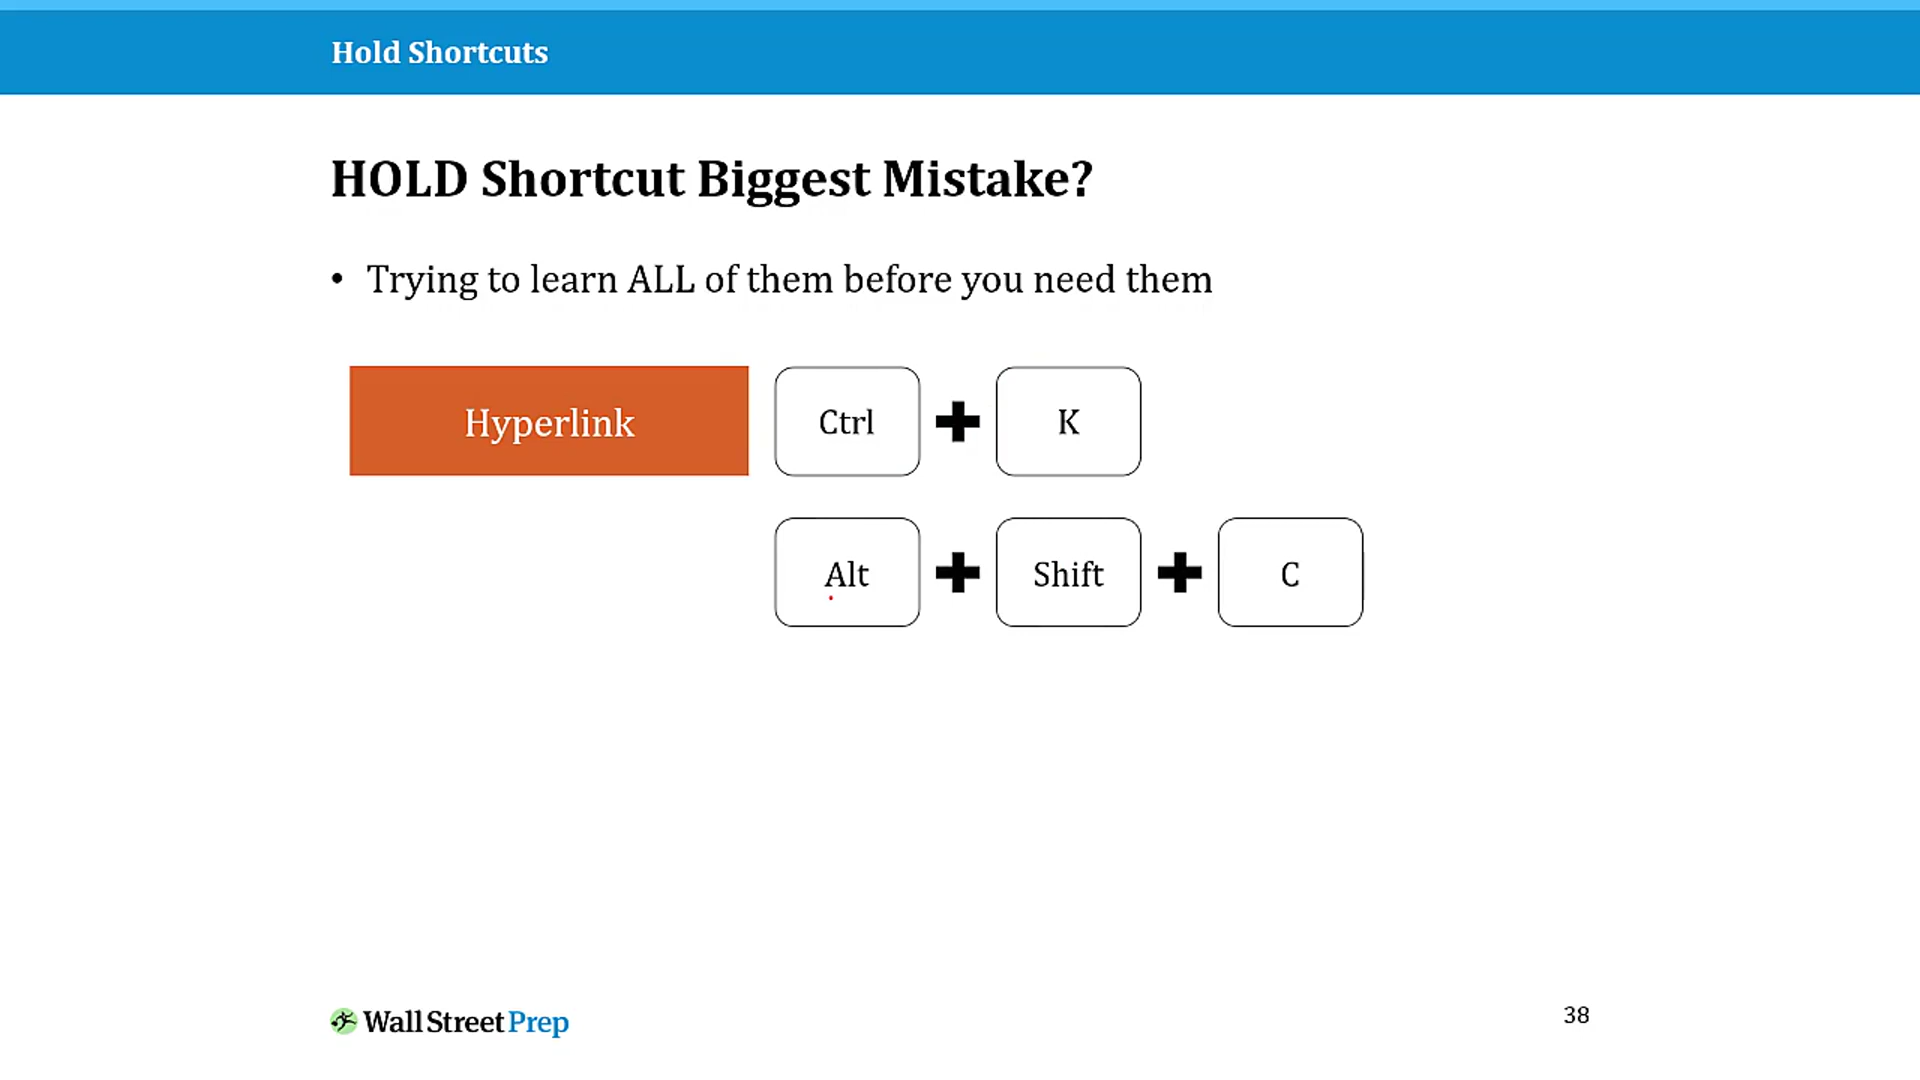 Hold Shortcuts
HOLD Shortcut Biggest Mistake?
• Trying to learn ALL of them before you need them
Hyperlink Ctrl + K
Alt + Shift + C
Wall Street Prep 38